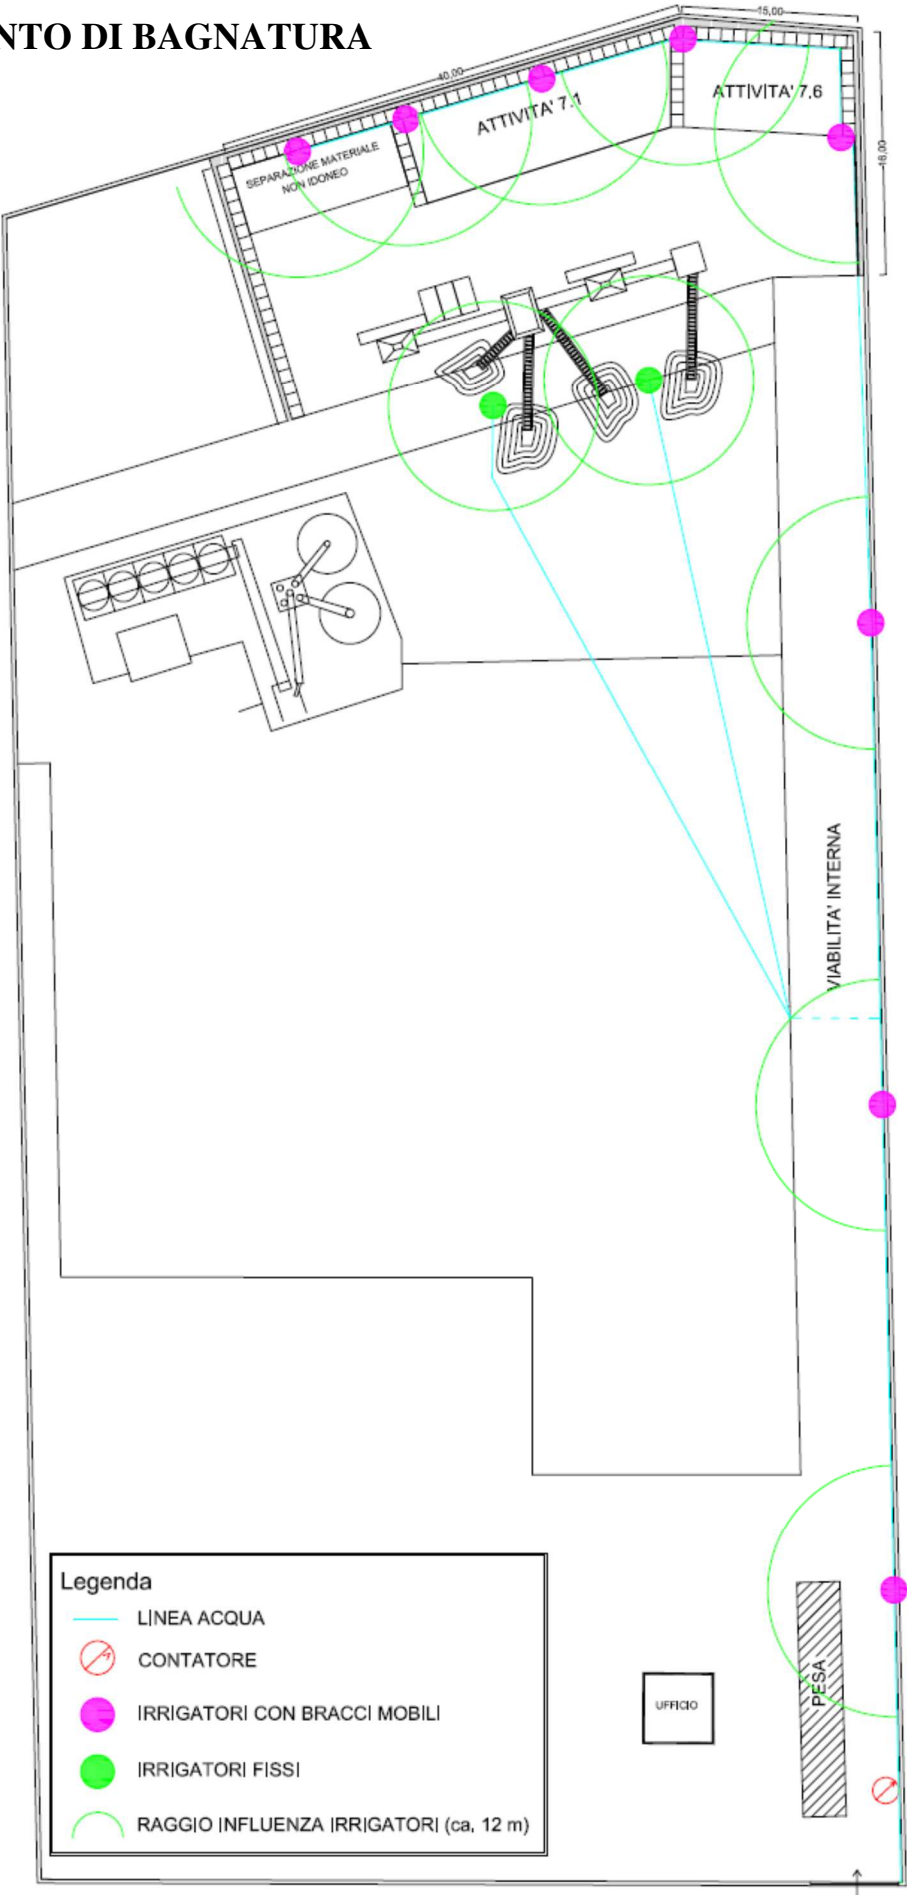 NTO DI BAGNATURA
15,00
40,00
16,00
ATTIVITA' 7.6
ATTIVITA' 7.1
SEPARAZIONE MATERIALE
NON IDONEO
VIABILITA' INTERNA
Legenda
LINEA ACQUA
CONTATORE
IRRIGATORI CON BRACCI MOBILI
IRRIGATORI FISSI
RAGGIO INFLUENZA IRRIGATORI (ca. 12 m)
UFFICIO
PESA